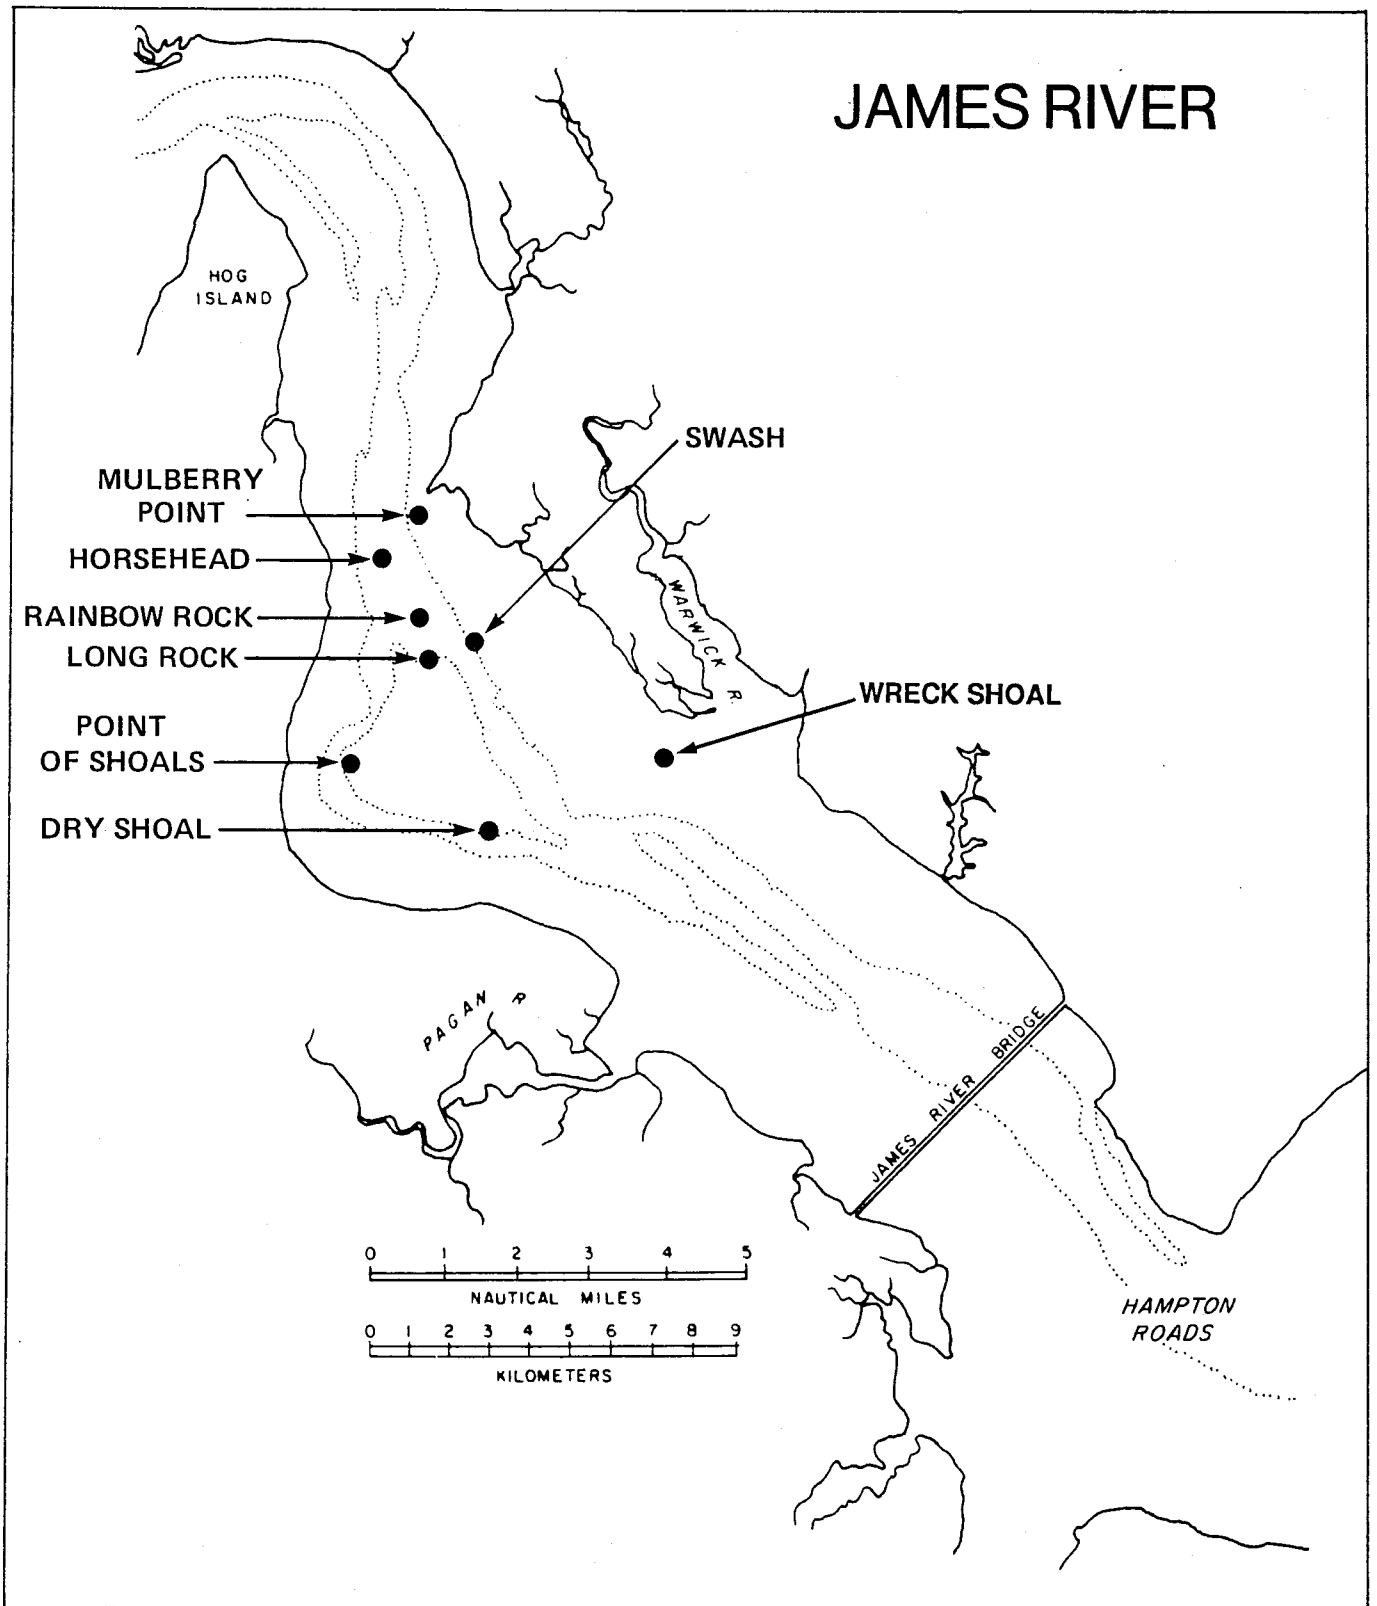 JAMES RIVER
HOG
ISLAND
SWASH
MULBERRY
POINT
HORSEHEAD
RAINBOW ROCK
LONG ROCK
WARWICK R.
WRECK SHOAL
POINT
OF SHOALS
DRY SHOAL
PAGAN R
JAMES RIVER BRIDGE
0 1 2 3 4 5
NAUTICAL MILES
0 1 2 3 4 5 6 7 8 9
KILOMETERS
HAMPTON
ROADS